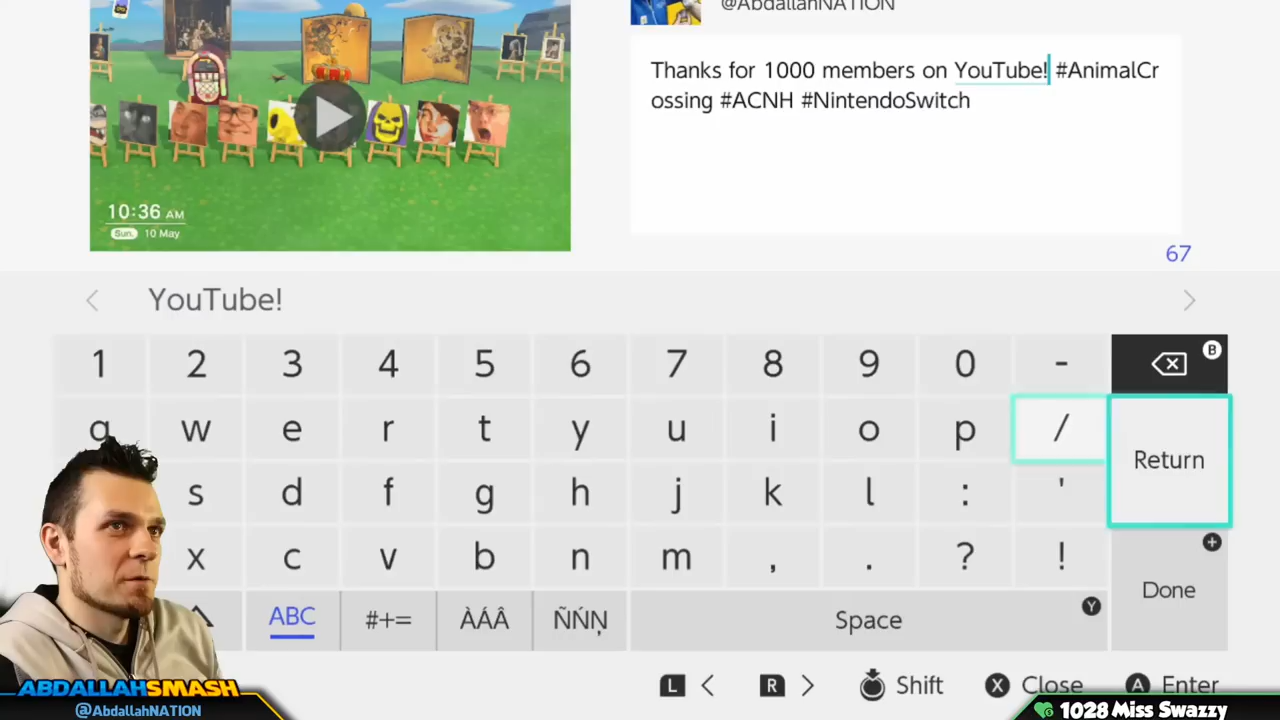 @AbdallahNATION
Thanks for 1000 members on YouTube! #AnimalCr
ossing #ACNH #NintendoSwitch
10:36 AM
Sun. 10 May
67
YouTube!
1 2 3 4 5 6 7 8 9 0 - B
q w e r t y u i o p / Return
s d f g h j k l : '
x c v b n m , . ? ! +
ABC #+= ÀÁÂ ÑŃŅ Space Y Done
L R Shift X Close A Enter
ABDALLAHSMASH
@AbdallahNATION
1028 Miss Swazzy